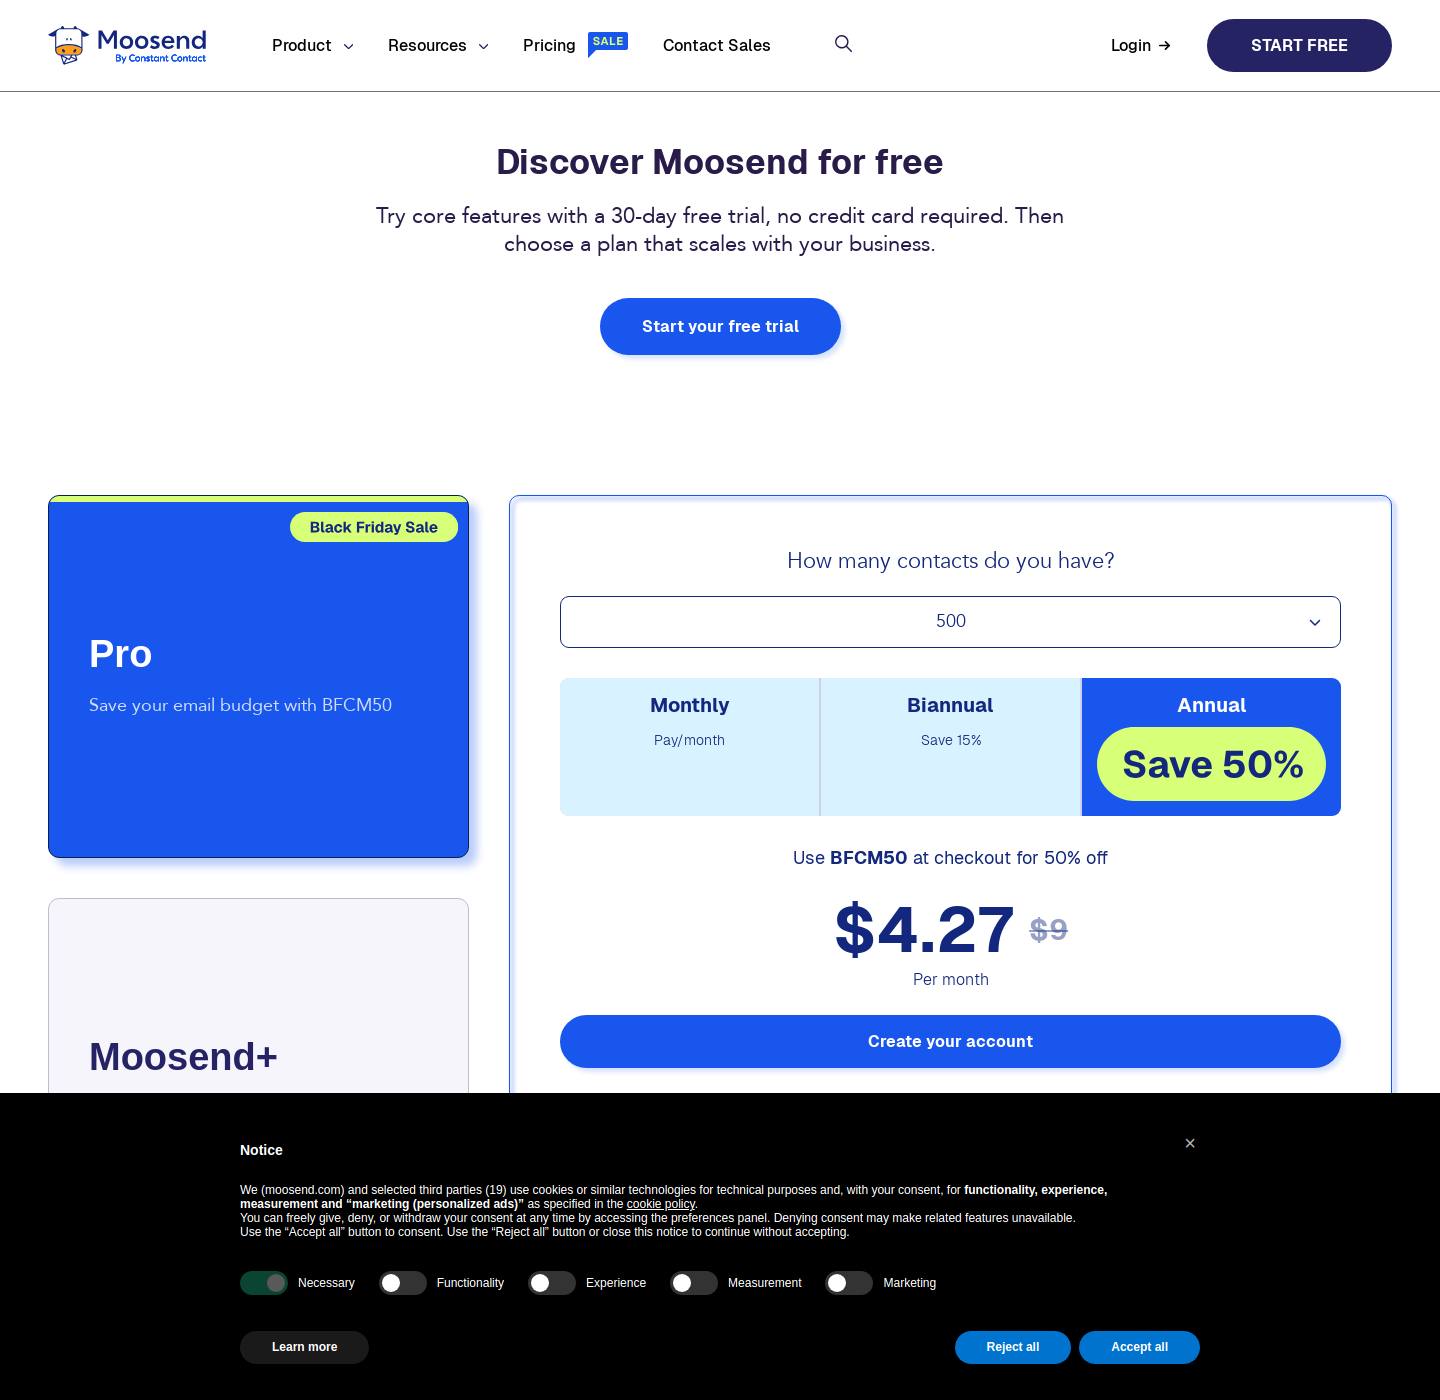 Moosend
By Constant Contact
Product
Resources
Pricing
SALE
Contact Sales
Login
START FREE
Discover Moosend for free
Try core features with a 30-day free trial, no credit card required. Then
choose a plan that scales with your business.
Start your free trial
Black Friday Sale
Pro
Save your email budget with BFCM50
Moosend+
How many contacts do you have?
500
Monthly
Pay/month
Biannual
Save 15%
Annual
Save 50%
Use BFCM50 at checkout for 50% off
$4.27 $9
Per month
Create your account
Notice
×
We (moosend.com) and selected third parties (19) use cookies or similar technologies for technical purposes and, with your consent, for functionality, experience,
measurement and “marketing (personalized ads)” as specified in the cookie policy.
You can freely give, deny, or withdraw your consent at any time by accessing the preferences panel. Denying consent may make related features unavailable.
Use the “Accept all” button to consent. Use the “Reject all” button or close this notice to continue without accepting.
Necessary
Functionality
Experience
Measurement
Marketing
Learn more
Reject all
Accept all